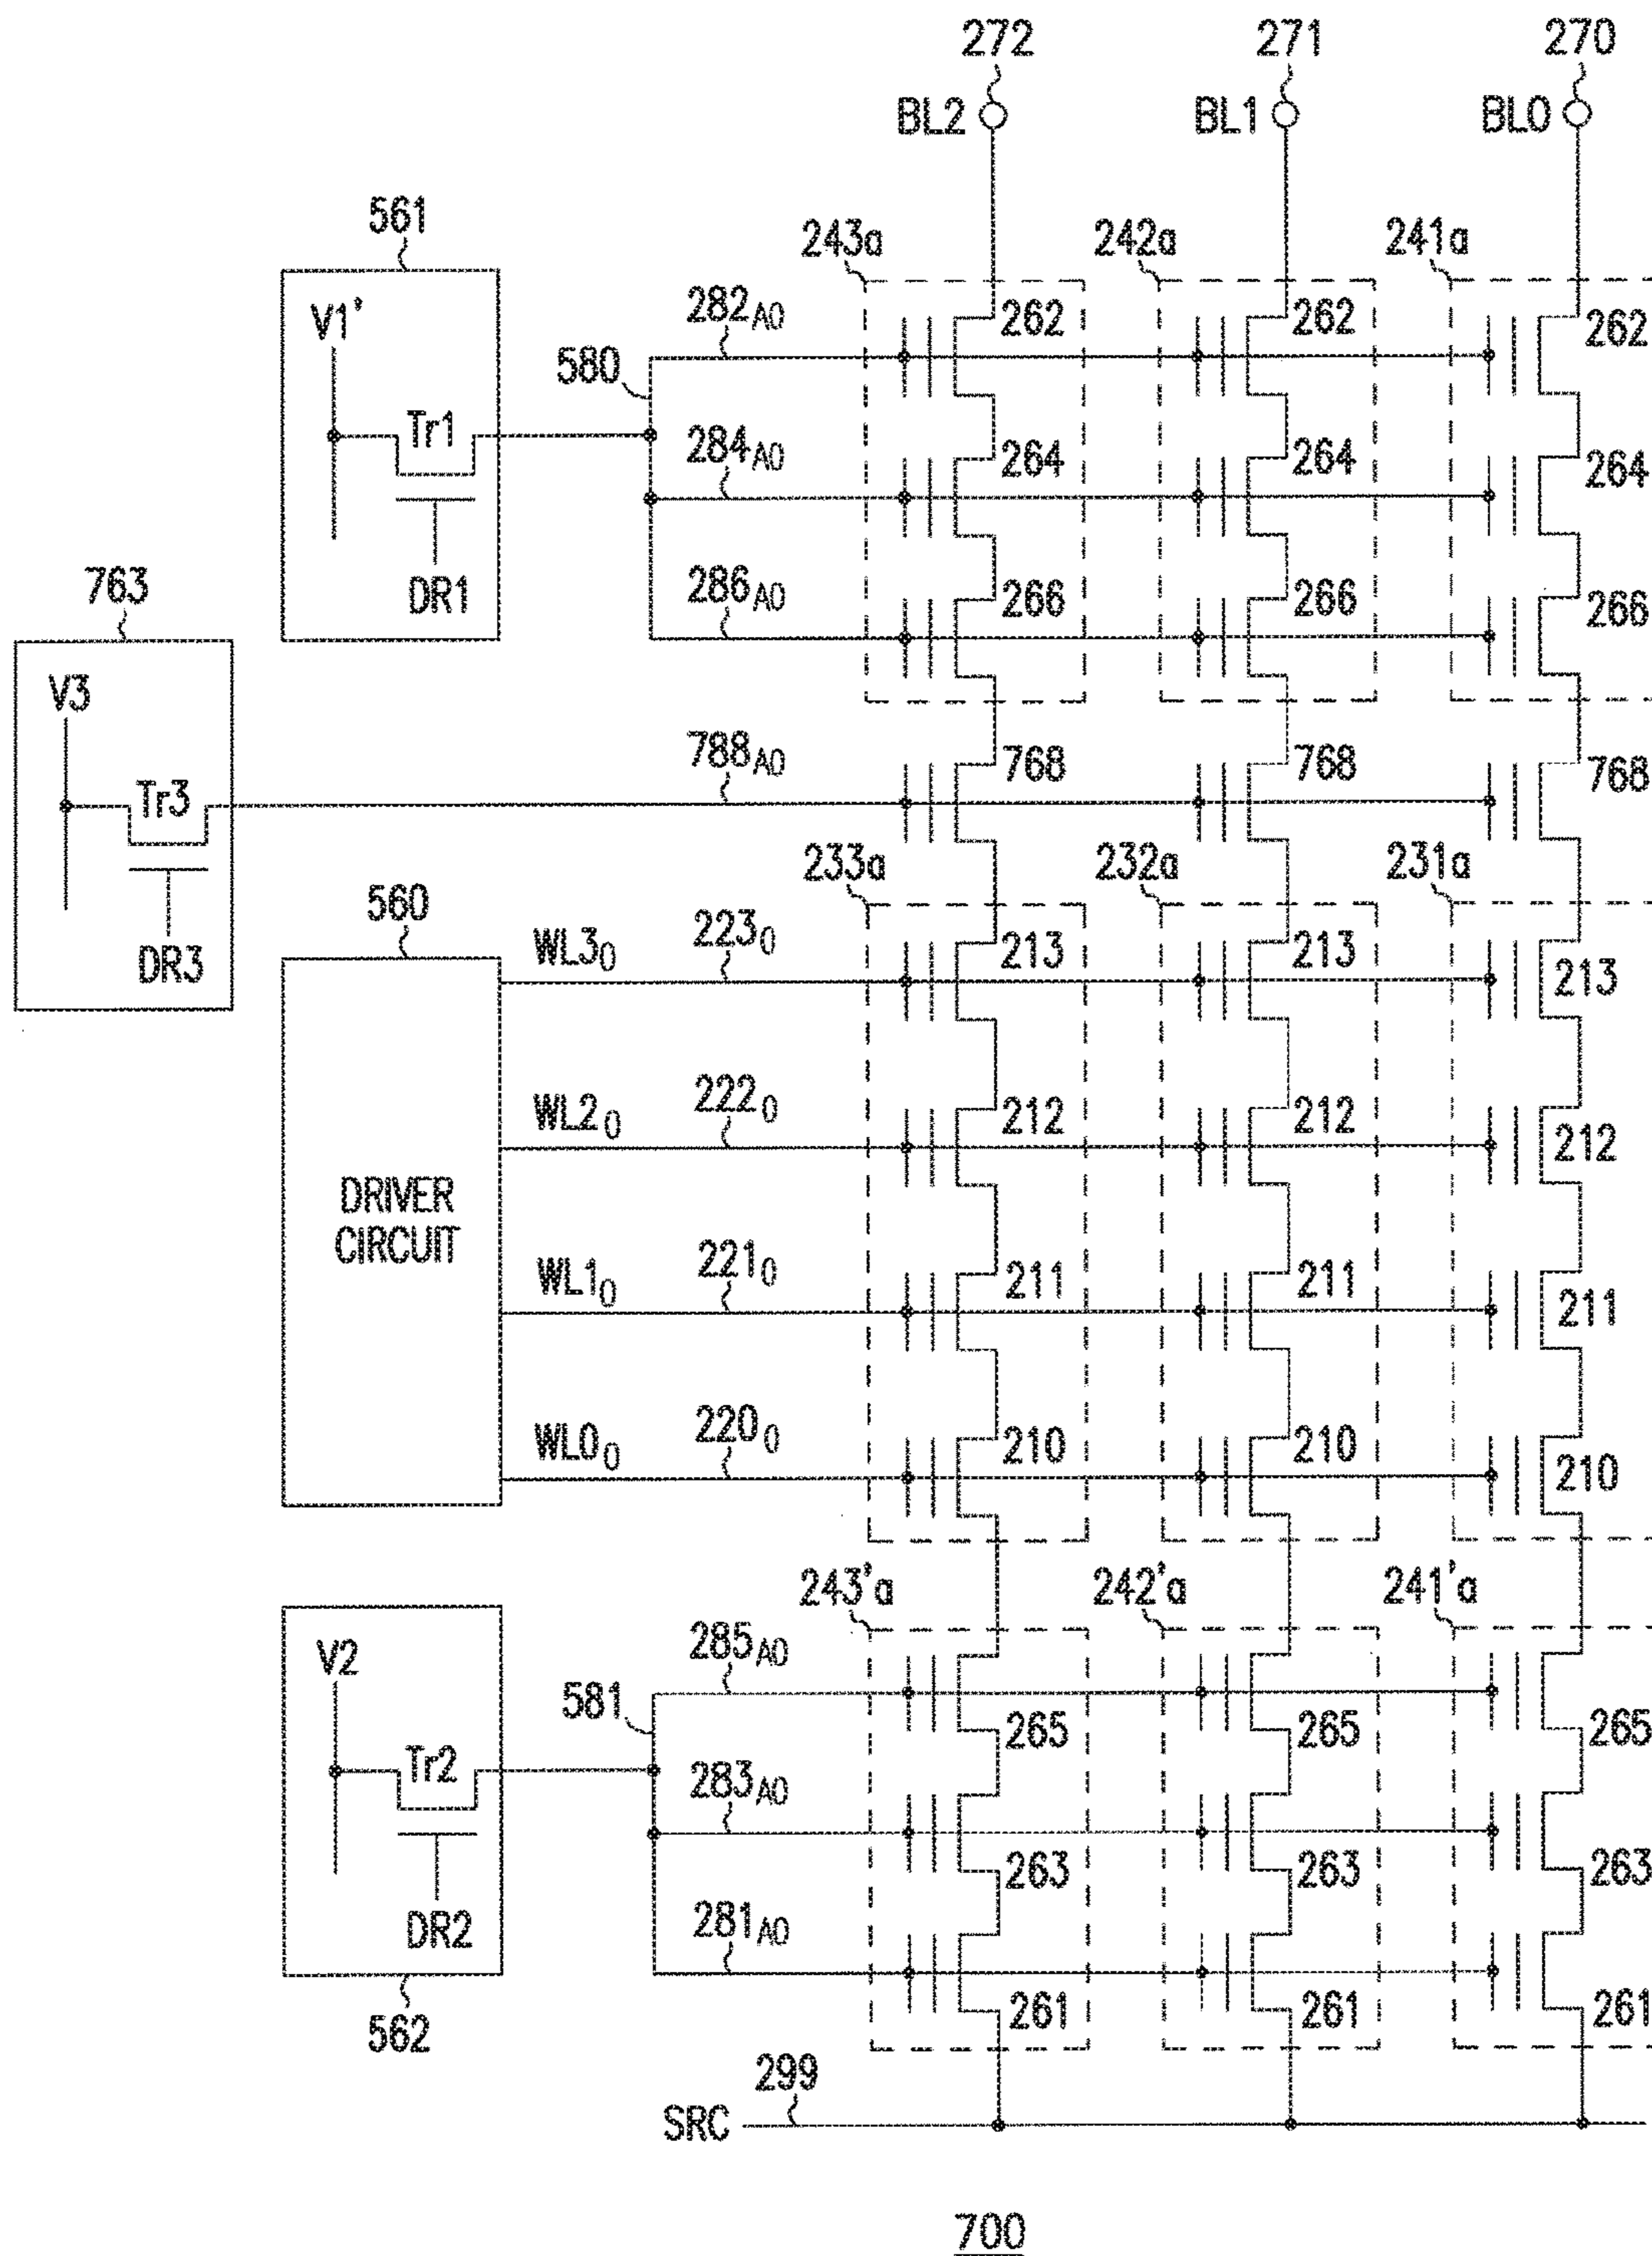 272 271 270
BL2 BL1 BL0
561 243a 242a 241a
V1' 282A0 262 262 262
580
Tr1 284A0 264 264 264
763 DR1 286A0 266 266 266
V3 788A0 768 768 768
Tr3
560 233a 232a 231a
DR3 WL3₀ 223₀ 213 213 213
WL2₀ 222₀ 212 212 212
DRIVER
CIRCUIT
WL1₀ 221₀ 211 211 211
WL0₀ 220₀ 210 210 210
243'a 242'a 241'a
V2 285A0
581 265 265 265
Tr2 283A0
263 263 263
DR2 281A0
562 261 261 261
299
SRC
700